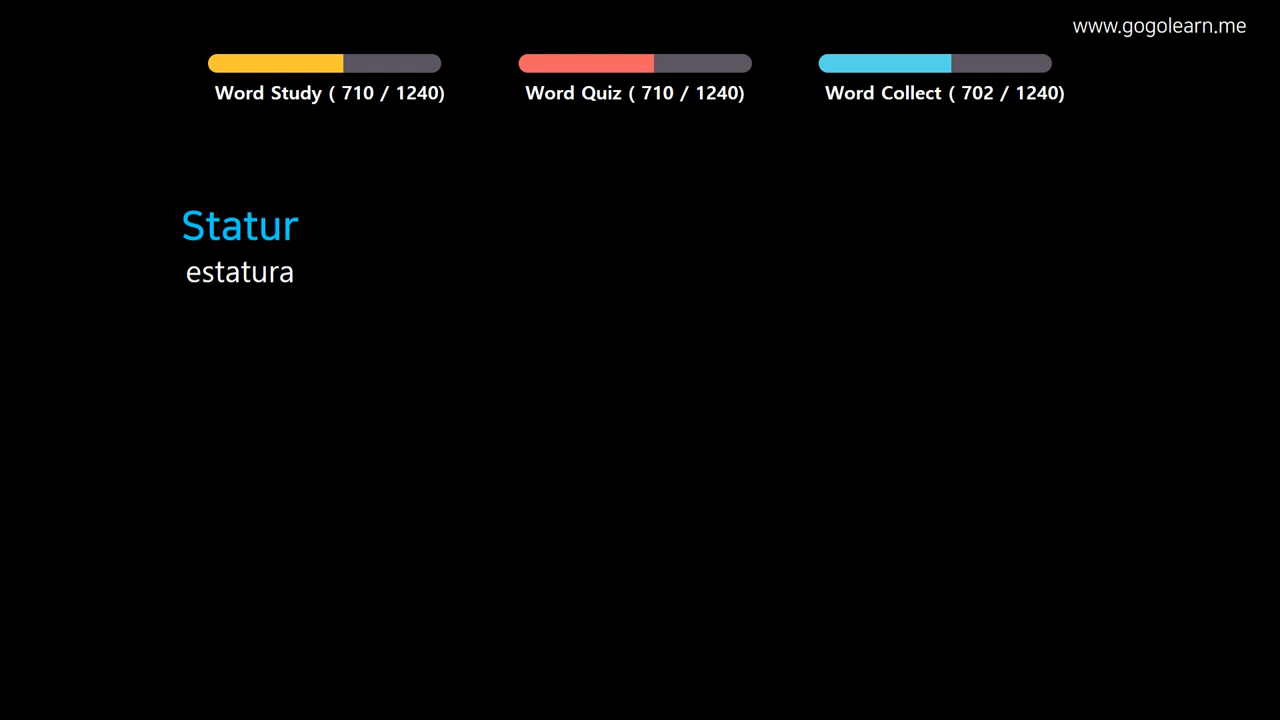 www.gogolearn.me
Word Study ( 710 / 1240)
Word Quiz ( 710 / 1240)
Word Collect ( 702 / 1240)
Statur
estatura